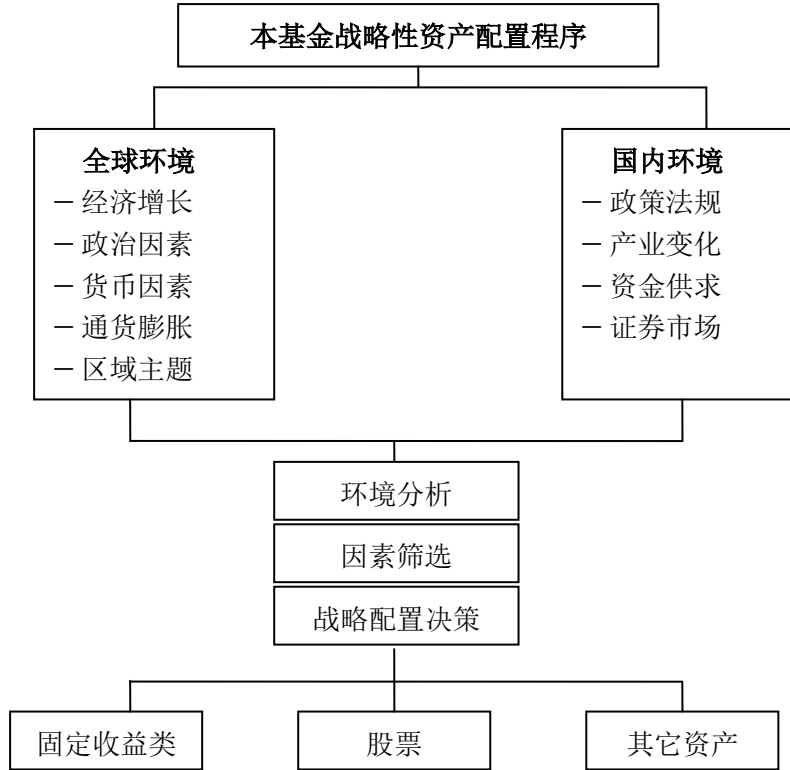 本基金战略性资产配置程序
全球环境
－经济增长
－政治因素
－货币因素
－通货膨胀
－区域主题
国内环境
－政策法规
－产业变化
－资金供求
－证券市场
环境分析
因素筛选
战略配置决策
固定收益类
股票
其它资产